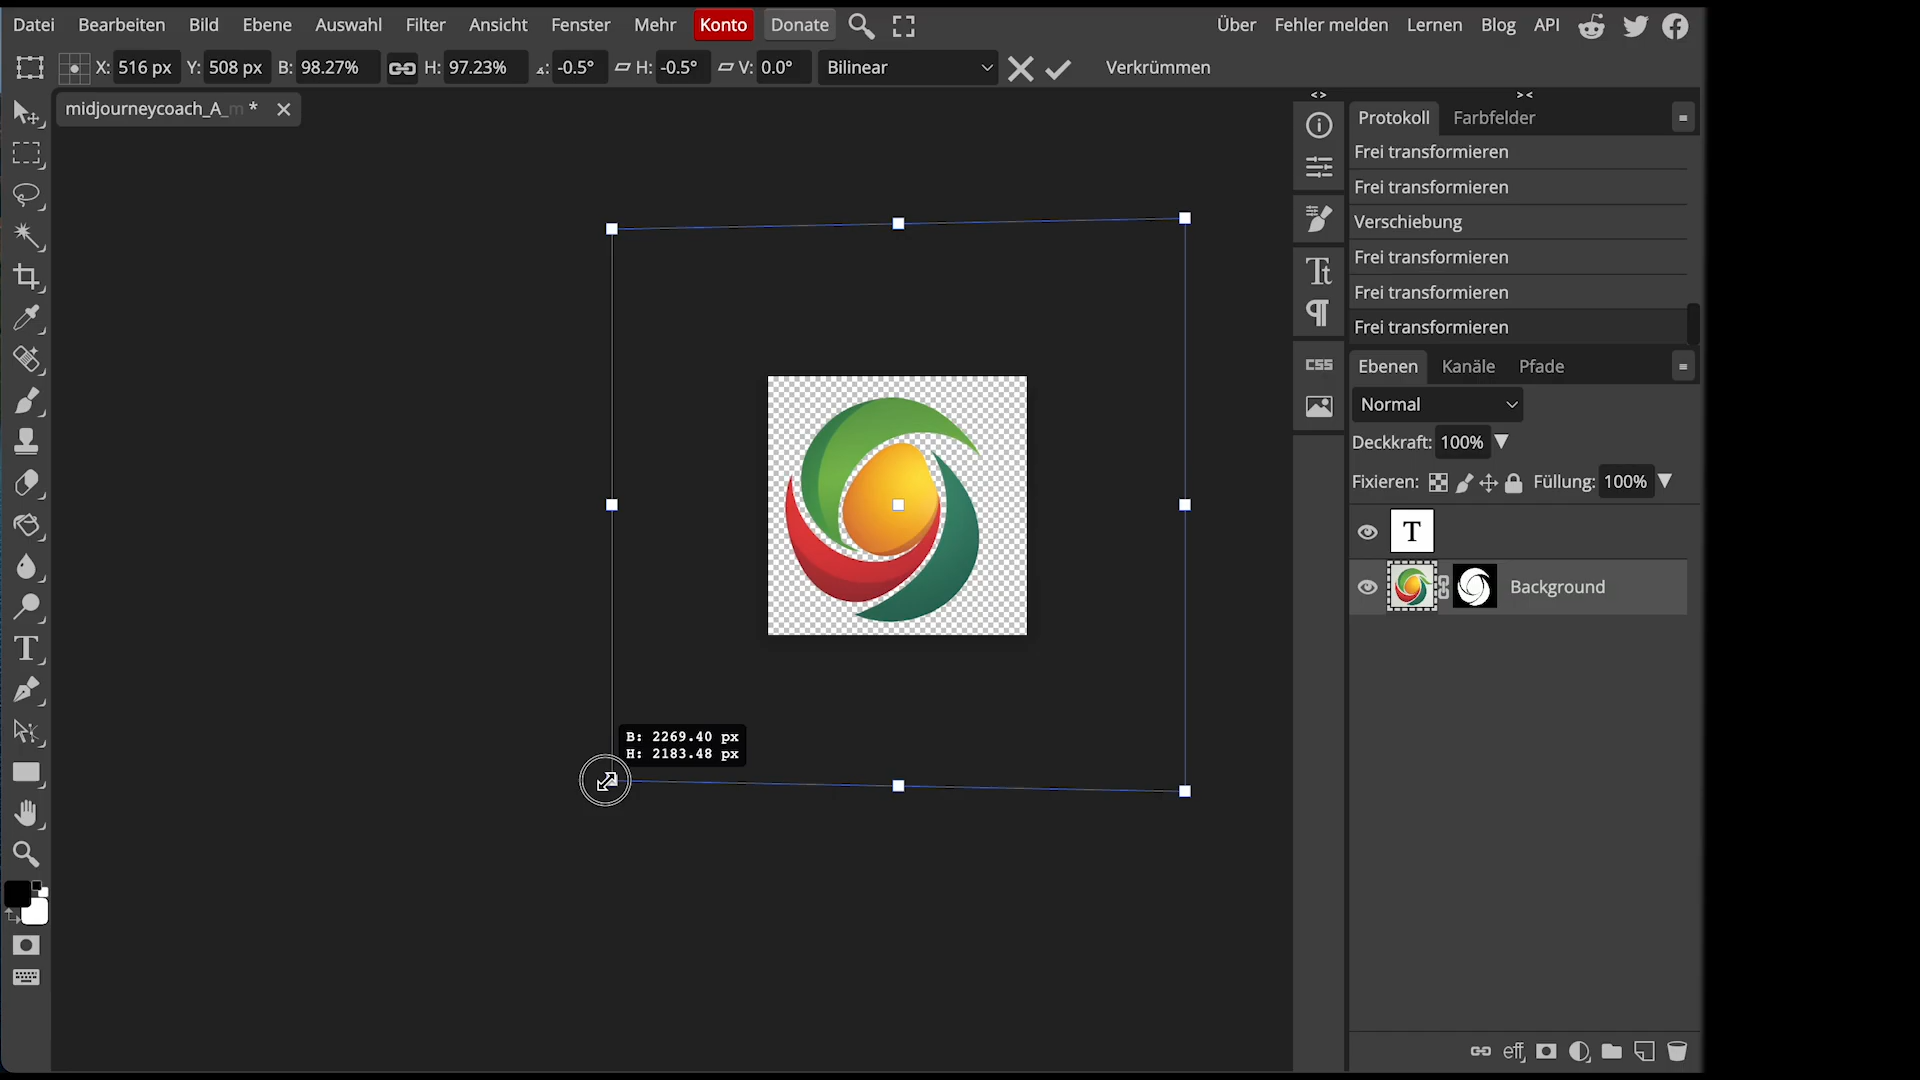 Datei Bearbeiten Bild Ebene Auswahl Filter Ansicht Fenster Mehr Konto Donate Über Fehler melden Lernen Blog API
X: 516 px Y: 508 px B: 98.27% H: 97.23% -0.5° H: -0.5° V: 0.0° Bilinear Verkrümmen
midjourneycoach_A_m *
Protokoll Farbfelder
Frei transformieren
Frei transformieren
Verschiebung
Frei transformieren
Frei transformieren
Frei transformieren
CSS
Ebenen Kanäle Pfade
Normal
Deckkraft: 100%
Fixieren: Füllung: 100%
T
Background
B: 2269.40 px
H: 2183.48 px
eff